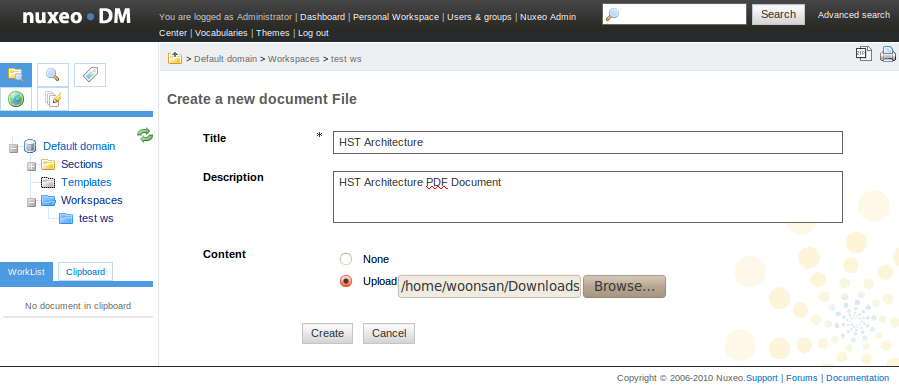 nuxeo DM
You are logged as Administrator | Dashboard | Personal Workspace | Users & groups | Nuxeo Admin
Center | Vocabularies | Themes | Log out
Search
Advanced search
> Default domain > Workspaces > test ws
Create a new document File
Default domain
Sections
Templates
Workspaces
test ws
WorkList
Clipboard
No document in clipboard
Title * HST Architecture
Description HST Architecture PDF Document
Content
None
Upload /home/woonsan/Downloads Browse...
Create Cancel
Copyright © 2006-2010 Nuxeo.Support | Forums | Documentation